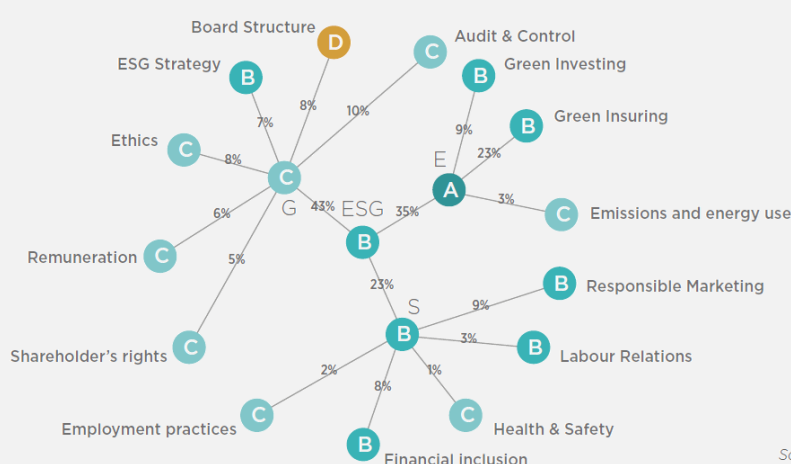 Board Structure
D
Audit & Control
C
ESG Strategy
B
Green Investing
B
8%
10%
7%
Green Insuring
B
9%
Ethics
C
8%
23%
E
C
G
A
3%
43%
ESG
35%
6%
Emissions and energy use
C
B
Remuneration
C
5%
23%
Responsible Marketing
B
9%
S
B
3%
Labour Relations
B
Shareholder's rights
C
2%
8%
1%
Employment practices
C
Health & Safety
C
B
Financial inclusion